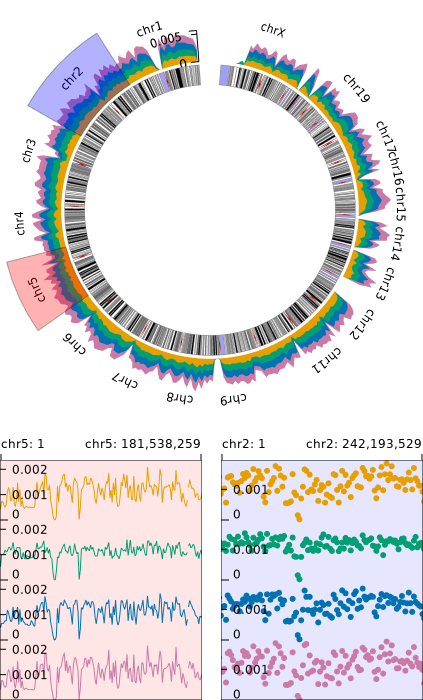 chr1
0.005
0
chrX
chr2
chr19
chr3
chr17
chr16
chr15
chr4
chr14
chr5
chr13
chr6
chr12
chr7
chr11
chr8
chr9
chr5: 1 chr5: 181,538,259
chr2: 1 chr2: 242,193,529
0.002
0.001
0
0.002
0.001
0
0.002
0.001
0
0.002
0.001
0
0.001
0
0.001
0
0.001
0
0.001
0